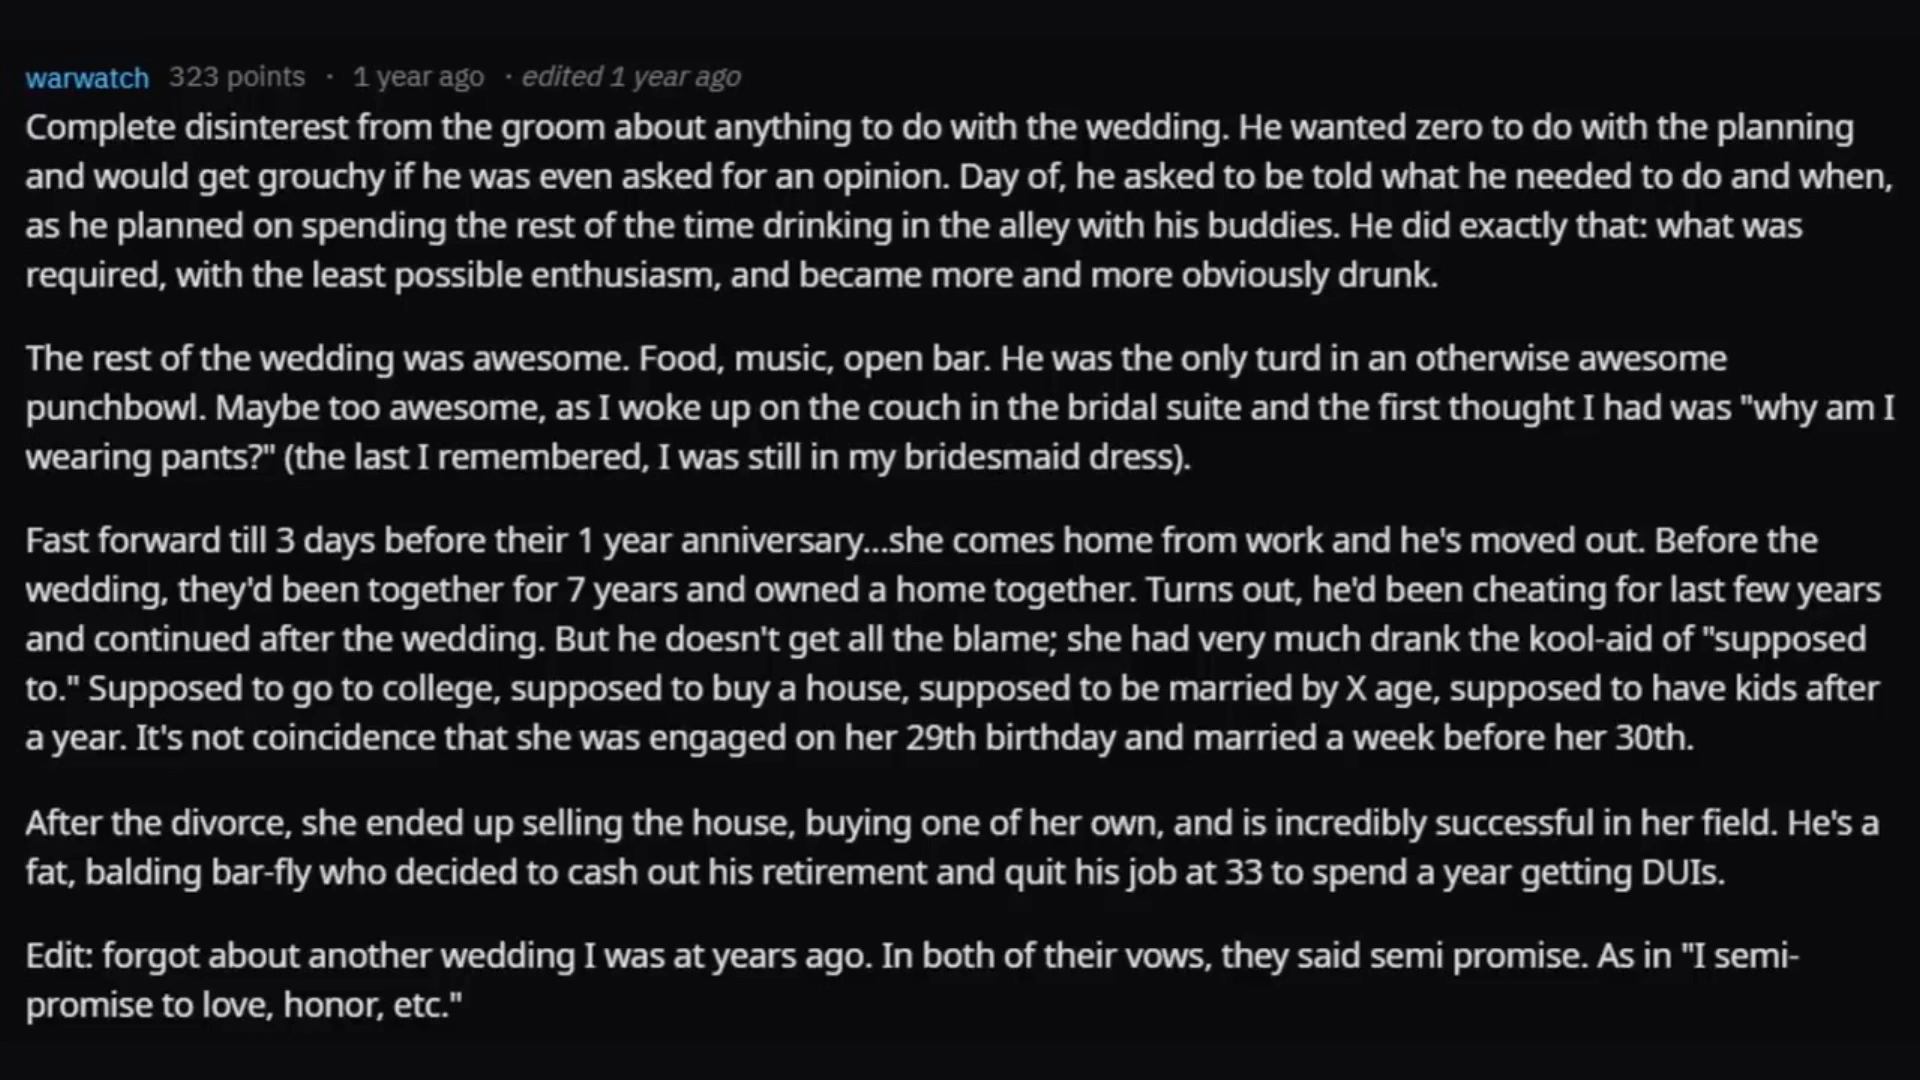 warwatch 323 points · 1 year ago · edited 1 year ago
Complete disinterest from the groom about anything to do with the wedding. He wanted zero to do with the planning
and would get grouchy if he was even asked for an opinion. Day of, he asked to be told what he needed to do and when,
as he planned on spending the rest of the time drinking in the alley with his buddies. He did exactly that: what was
required, with the least possible enthusiasm, and became more and more obviously drunk.
The rest of the wedding was awesome. Food, music, open bar. He was the only turd in an otherwise awesome
punchbowl. Maybe too awesome, as I woke up on the couch in the bridal suite and the first thought I had was "why am I
wearing pants?" (the last I remembered, I was still in my bridesmaid dress).
Fast forward till 3 days before their 1 year anniversary...she comes home from work and he's moved out. Before the
wedding, they'd been together for 7 years and owned a home together. Turns out, he'd been cheating for last few years
and continued after the wedding. But he doesn't get all the blame; she had very much drank the kool-aid of "supposed
to." Supposed to go to college, supposed to buy a house, supposed to be married by X age, supposed to have kids after
a year. It's not coincidence that she was engaged on her 29th birthday and married a week before her 30th.
After the divorce, she ended up selling the house, buying one of her own, and is incredibly successful in her field. He's a
fat, balding bar-fly who decided to cash out his retirement and quit his job at 33 to spend a year getting DUIs.
Edit: forgot about another wedding I was at years ago. In both of their vows, they said semi promise. As in "I semi-
promise to love, honor, etc."